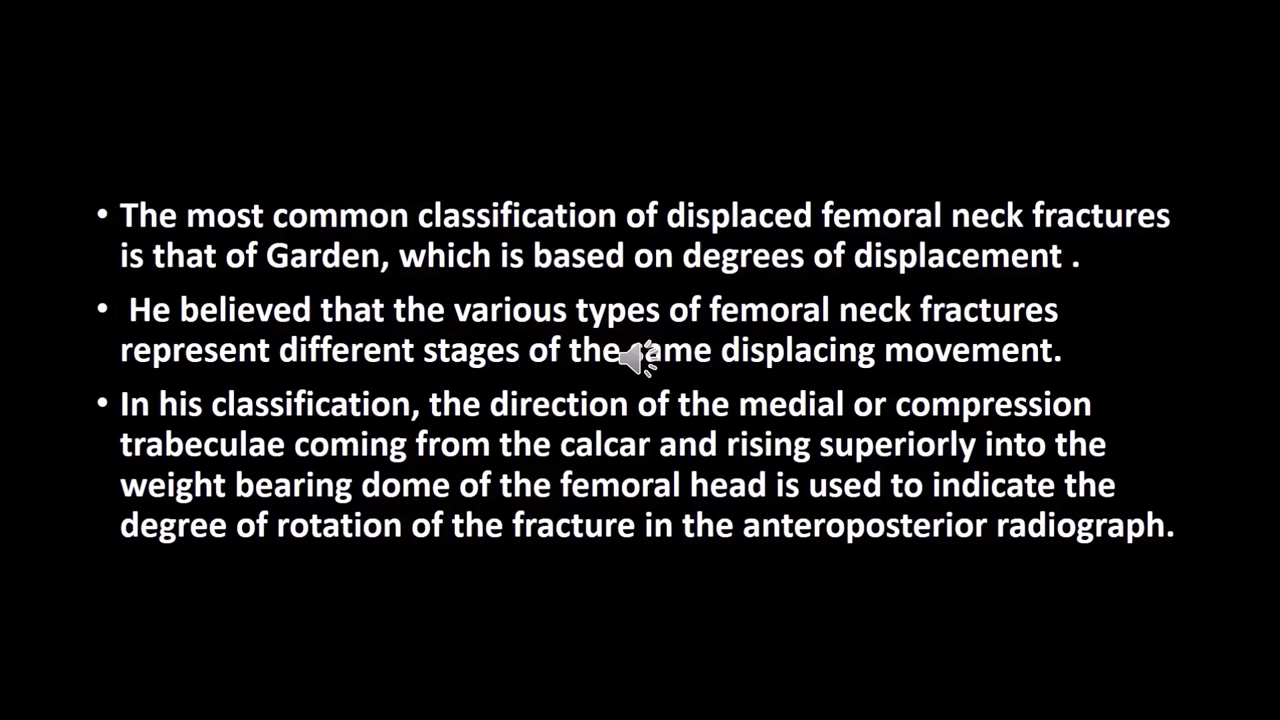 • The most common classification of displaced femoral neck fractures
is that of Garden, which is based on degrees of displacement .
• He believed that the various types of femoral neck fractures
represent different stages of the same displacing movement.
• In his classification, the direction of the medial or compression
trabeculae coming from the calcar and rising superiorly into the
weight bearing dome of the femoral head is used to indicate the
degree of rotation of the fracture in the anteroposterior radiograph.